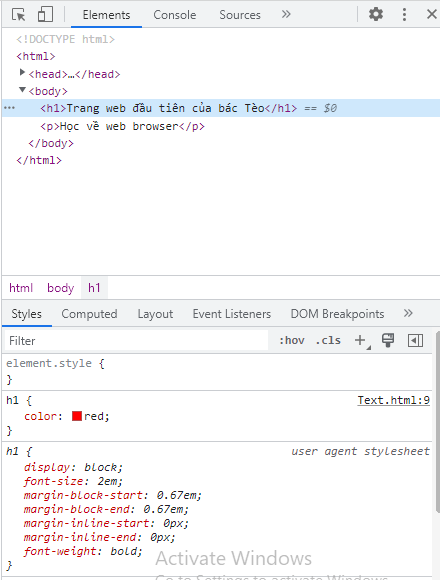 Elements Console Sources »
<!DOCTYPE html>
<html>
<head>…</head>
<body>
<h1>Trang web đầu tiên của bác Tèo</h1> == $0
<p>Học về web browser</p>
</body>
</html>
html body h1
Styles Computed Layout Event Listeners DOM Breakpoints »
Filter :hov .cls +
element.style {
}
h1 { Text.html:9
color: red;
}
h1 { user agent stylesheet
display: block;
font-size: 2em;
margin-block-start: 0.67em;
margin-block-end: 0.67em;
margin-inline-start: 0px;
margin-inline-end: 0px;
font-weight: bold;
}
Activate Windows
Go to Settings to activate Windows